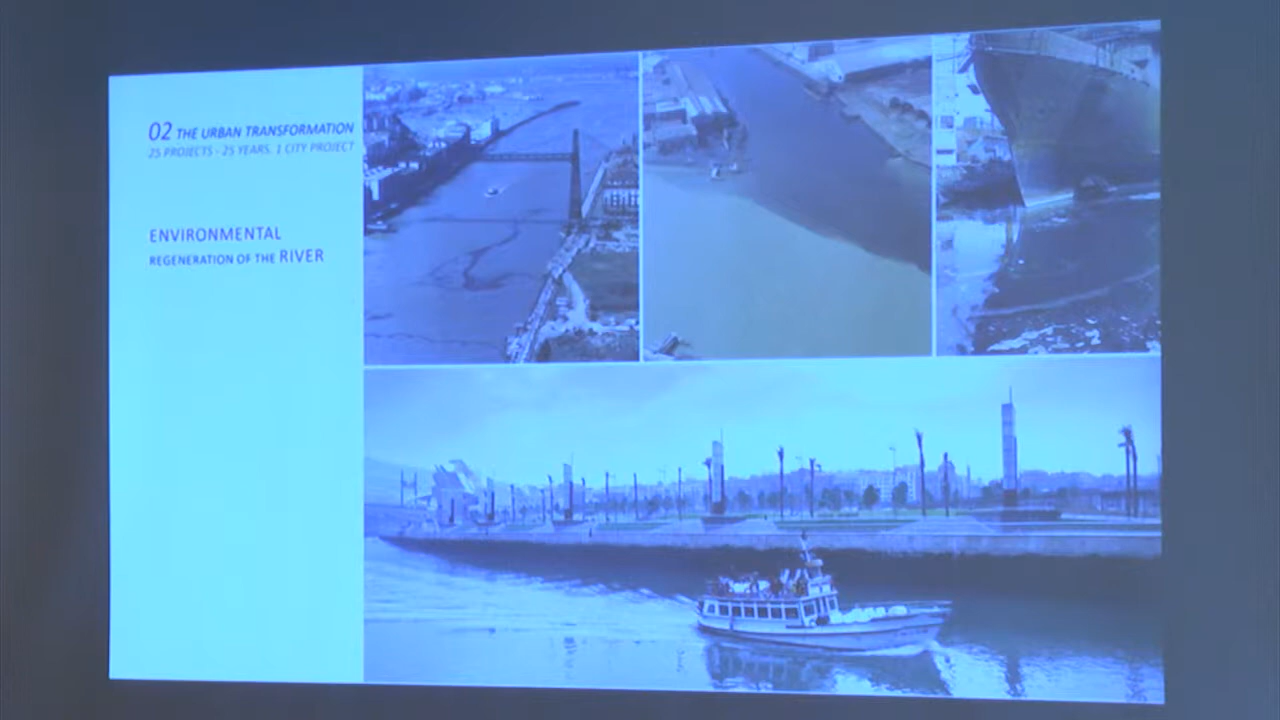 02 THE URBAN TRANSFORMATION
25 PROJECTS - 25 YEARS. 1 CITY PROJECT
ENVIRONMENTAL
REGENERATION OF THE RIVER